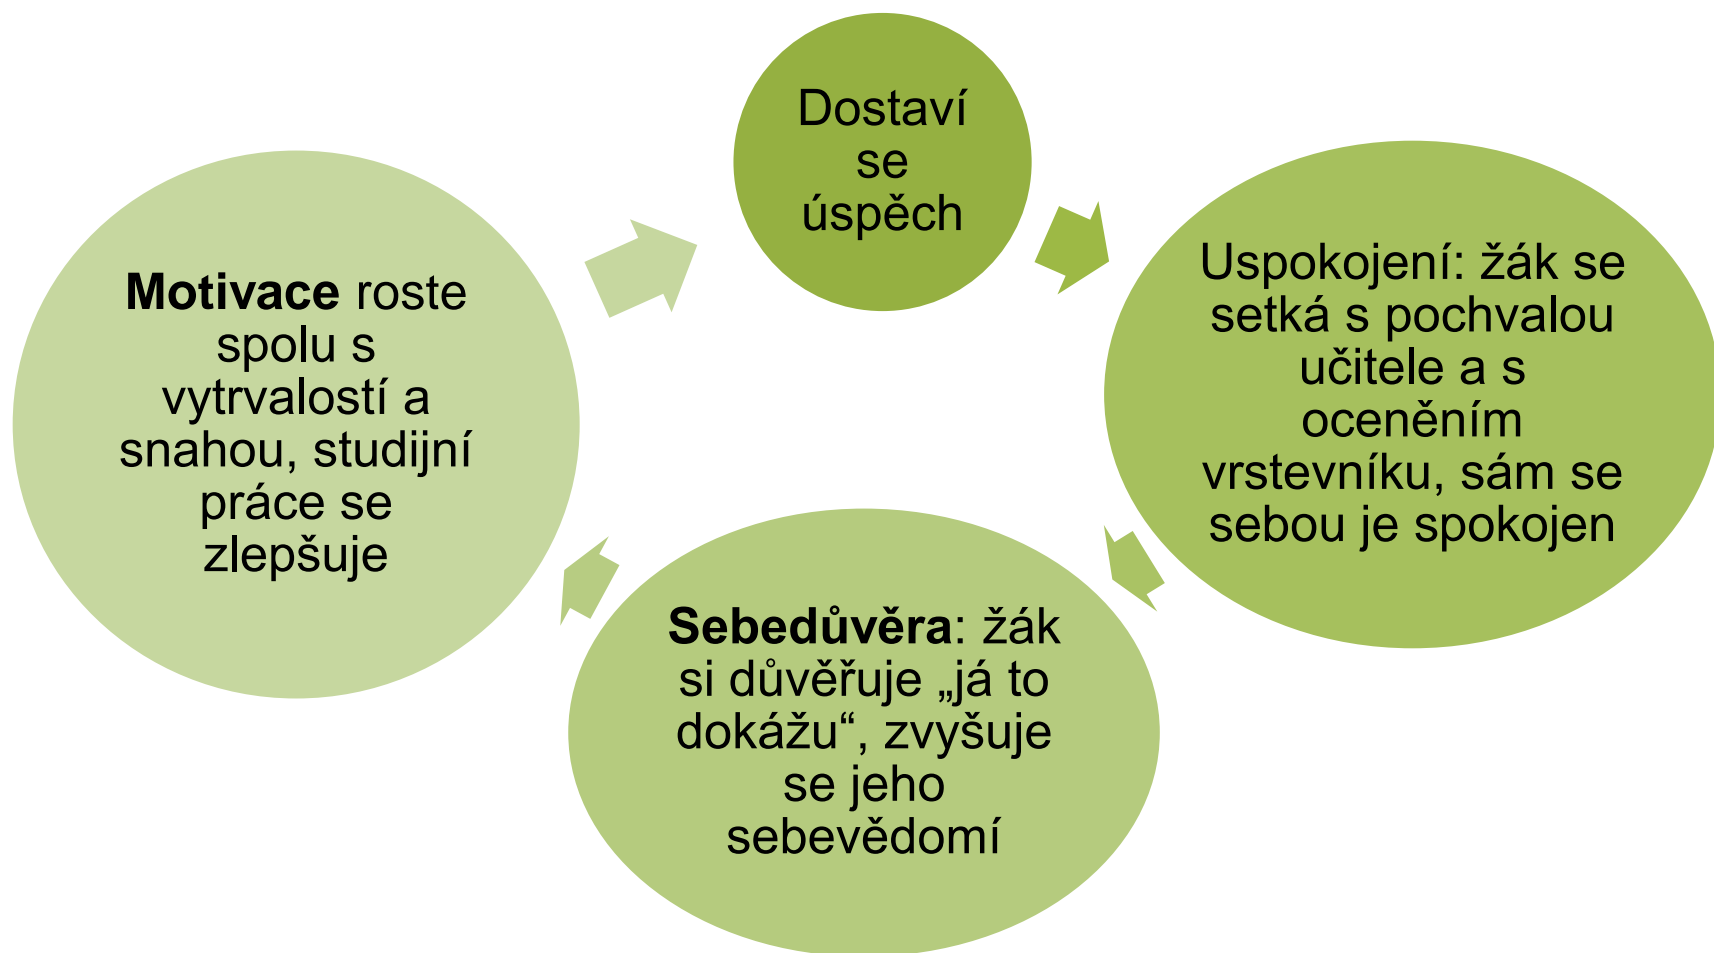 Dostaví
se
úspěch
Uspokojení: žák se
setká s pochvalou
učitele a s
oceněním
vrstevníku, sám se
sebou je spokojen
Sebedůvěra: žák
si důvěřuje „já to
dokážu“, zvyšuje
se jeho
sebevědomí
Motivace roste
spolu s
vytrvalostí a
snahou, studijní
práce se
zlepšuje